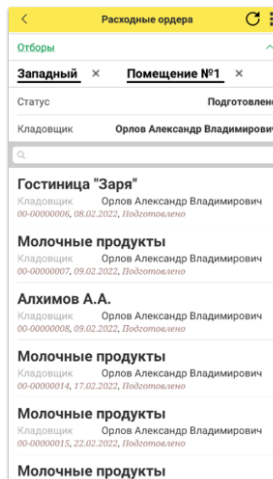 Расходные ордера
Отборы
Западный × Помещение №1 ×
Статус Подготовлено
Кладовщик Орлов Александр Владимирович
Гостиница "Заря"
Кладовщик Орлов Александр Владимирович
00-00000006, 08.02.2022, Подготовлено
Молочные продукты
Кладовщик Орлов Александр Владимирович
00-00000007, 09.02.2022, Подготовлено
Алхимов А.А.
Кладовщик Орлов Александр Владимирович
00-00000008, 09.02.2022, Подготовлено
Молочные продукты
Кладовщик Орлов Александр Владимирович
00-00000014, 17.02.2022, Подготовлено
Молочные продукты
Кладовщик Орлов Александр Владимирович
00-00000015, 22.02.2022, Подготовлено
Молочные продукты